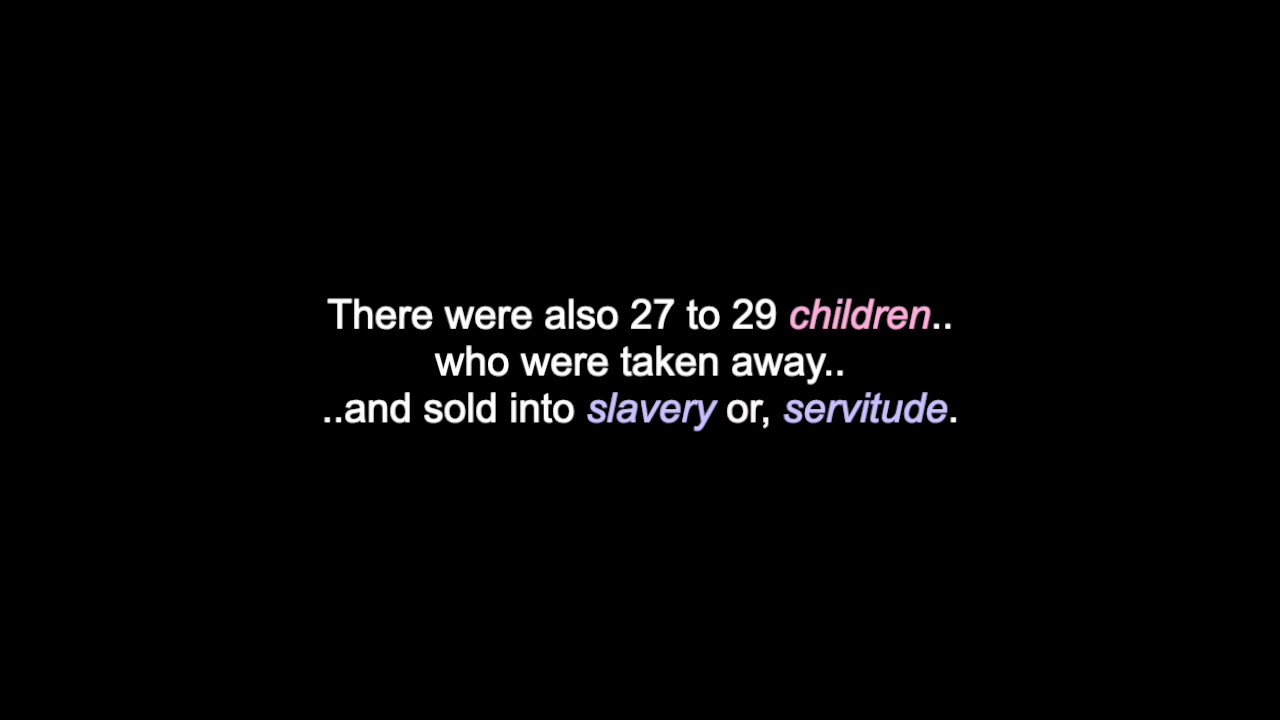 There were also 27 to 29 children..
who were taken away..
..and sold into slavery or, servitude.